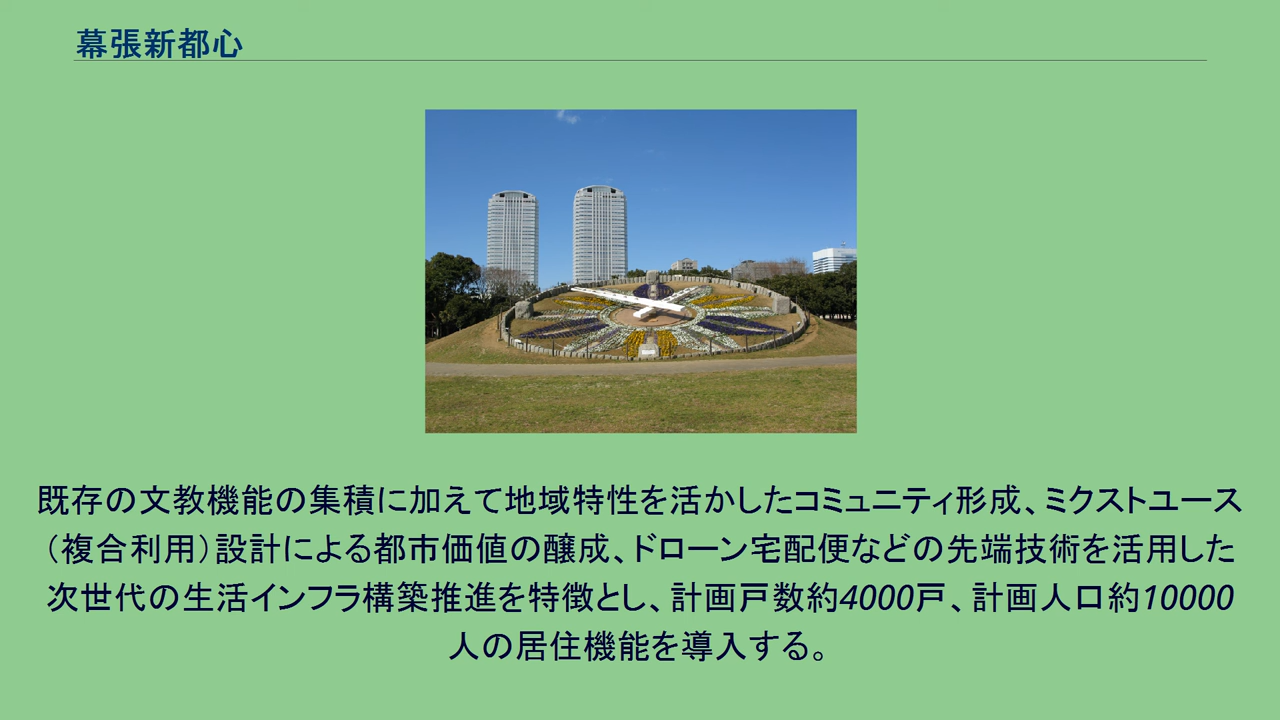 幕張新都心
既存の文教機能の集積に加えて地域特性を活かしたコミュニティ形成、ミクストユース
（複合利用）設計による都市価値の醸成、ドローン宅配便などの先端技術を活用した
次世代の生活インフラ構築推進を特徴とし、計画戸数約4000戸、計画人口約10000
人の居住機能を導入する。